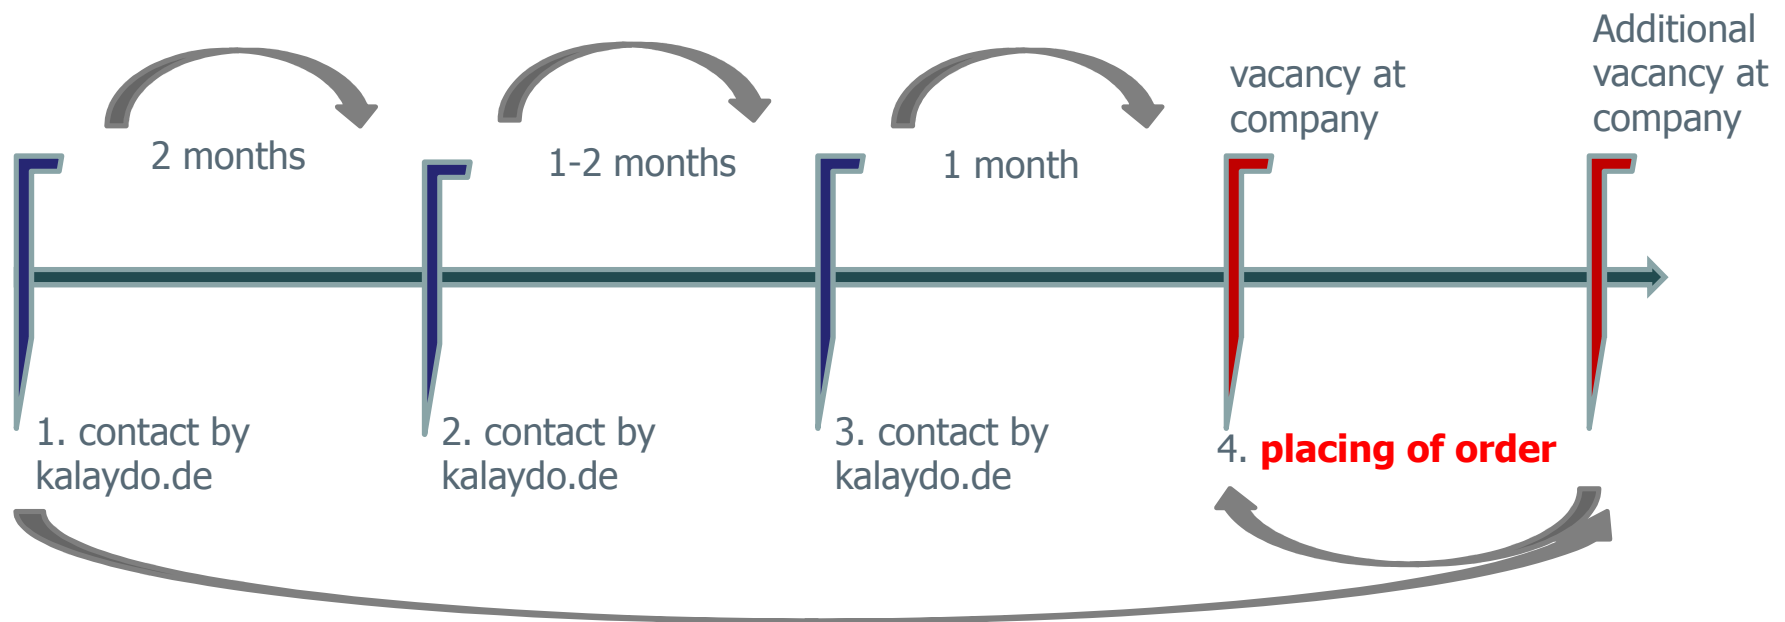 2 months
1-2 months
1 month
vacancy at
company
Additional
vacancy at
company
1. contact by
kalaydo.de
2. contact by
kalaydo.de
3. contact by
kalaydo.de
4. placing of order